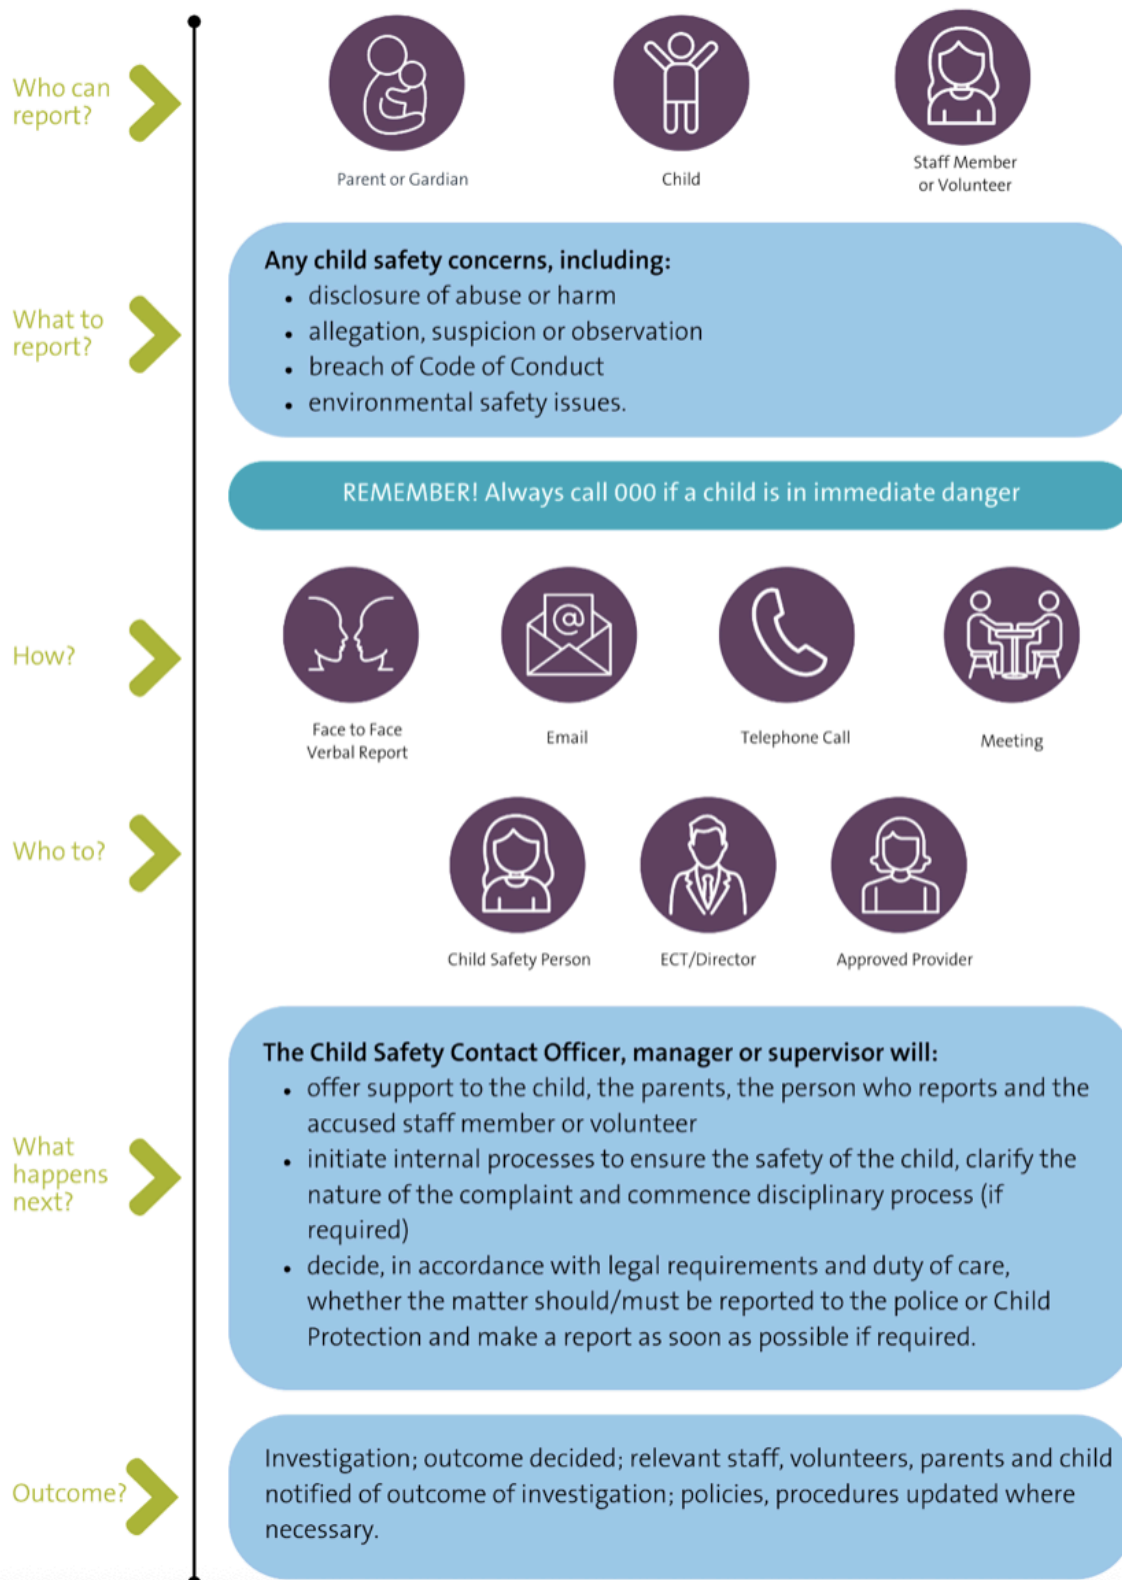 Who can
report?
Parent or Gardian
Child
Staff Member
or Volunteer
What to
report?
Any child safety concerns, including:
• disclosure of abuse or harm
• allegation, suspicion or observation
• breach of Code of Conduct
• environmental safety issues.
REMEMBER! Always call 000 if a child is in immediate danger
How?
@
Face to Face
Verbal Report
Email
Telephone Call
Meeting
Who to?
Child Safety Person
ECT/Director
Approved Provider
What
happens
next?
The Child Safety Contact Officer, manager or supervisor will:
• offer support to the child, the parents, the person who reports and the
accused staff member or volunteer
• initiate internal processes to ensure the safety of the child, clarify the
nature of the complaint and commence disciplinary process (if
required)
• decide, in accordance with legal requirements and duty of care,
whether the matter should/must be reported to the police or Child
Protection and make a report as soon as possible if required.
Outcome?
Investigation; outcome decided; relevant staff, volunteers, parents and child
notified of outcome of investigation; policies, procedures updated where
necessary.